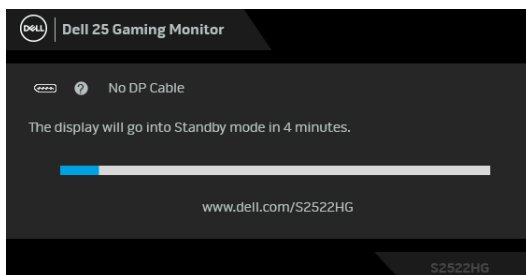 DELL
Dell 25 Gaming Monitor
No DP Cable
The display will go into Standby mode in 4 minutes.
www.dell.com/S2522HG
S2522HG